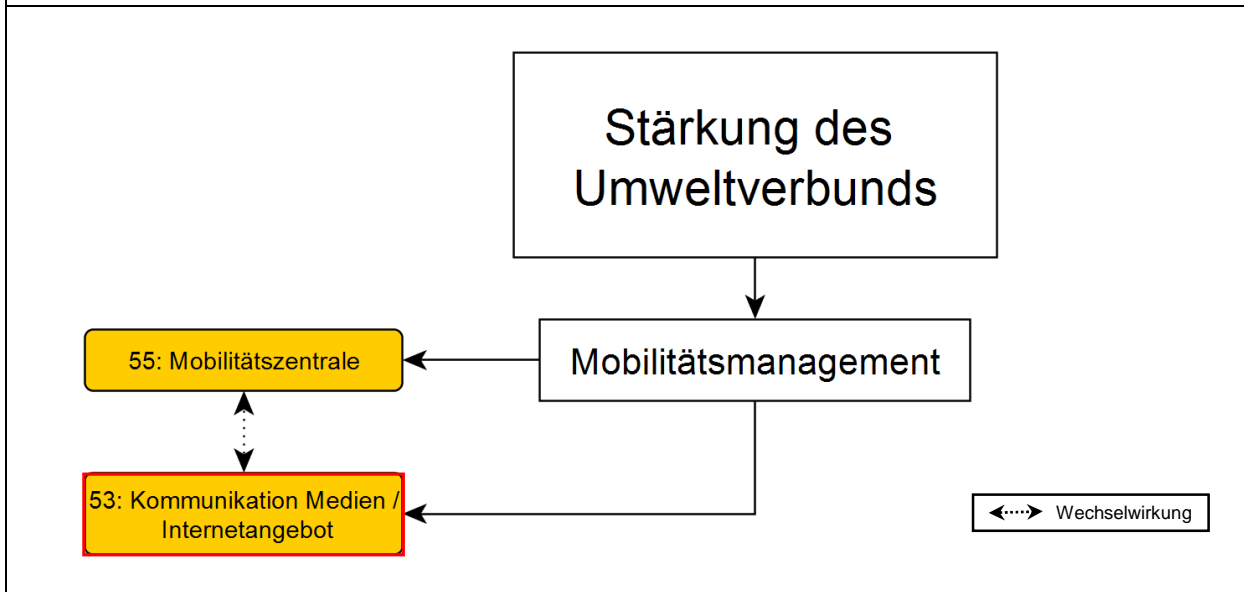 Stärkung des
Umweltverbunds
Mobilitätsmanagement
55: Mobilitätszentrale
53: Kommunikation Medien /
Internetangebot
Wechselwirkung